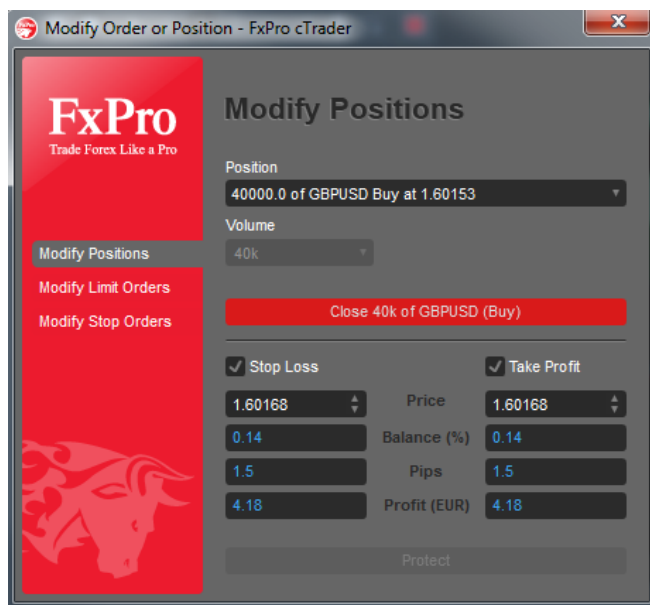 Modify Order or Position - FxPro cTrader
FxPro
Trade Forex Like a Pro
Modify Positions
Modify Limit Orders
Modify Stop Orders
Modify Positions
Position
40000.0 of GBPUSD Buy at 1.60153
Volume
40k
Close 40k of GBPUSD (Buy)
Stop Loss Take Profit
1.60168 Price 1.60168
0.14 Balance (%) 0.14
1.5 Pips 1.5
4.18 Profit (EUR) 4.18
Protect